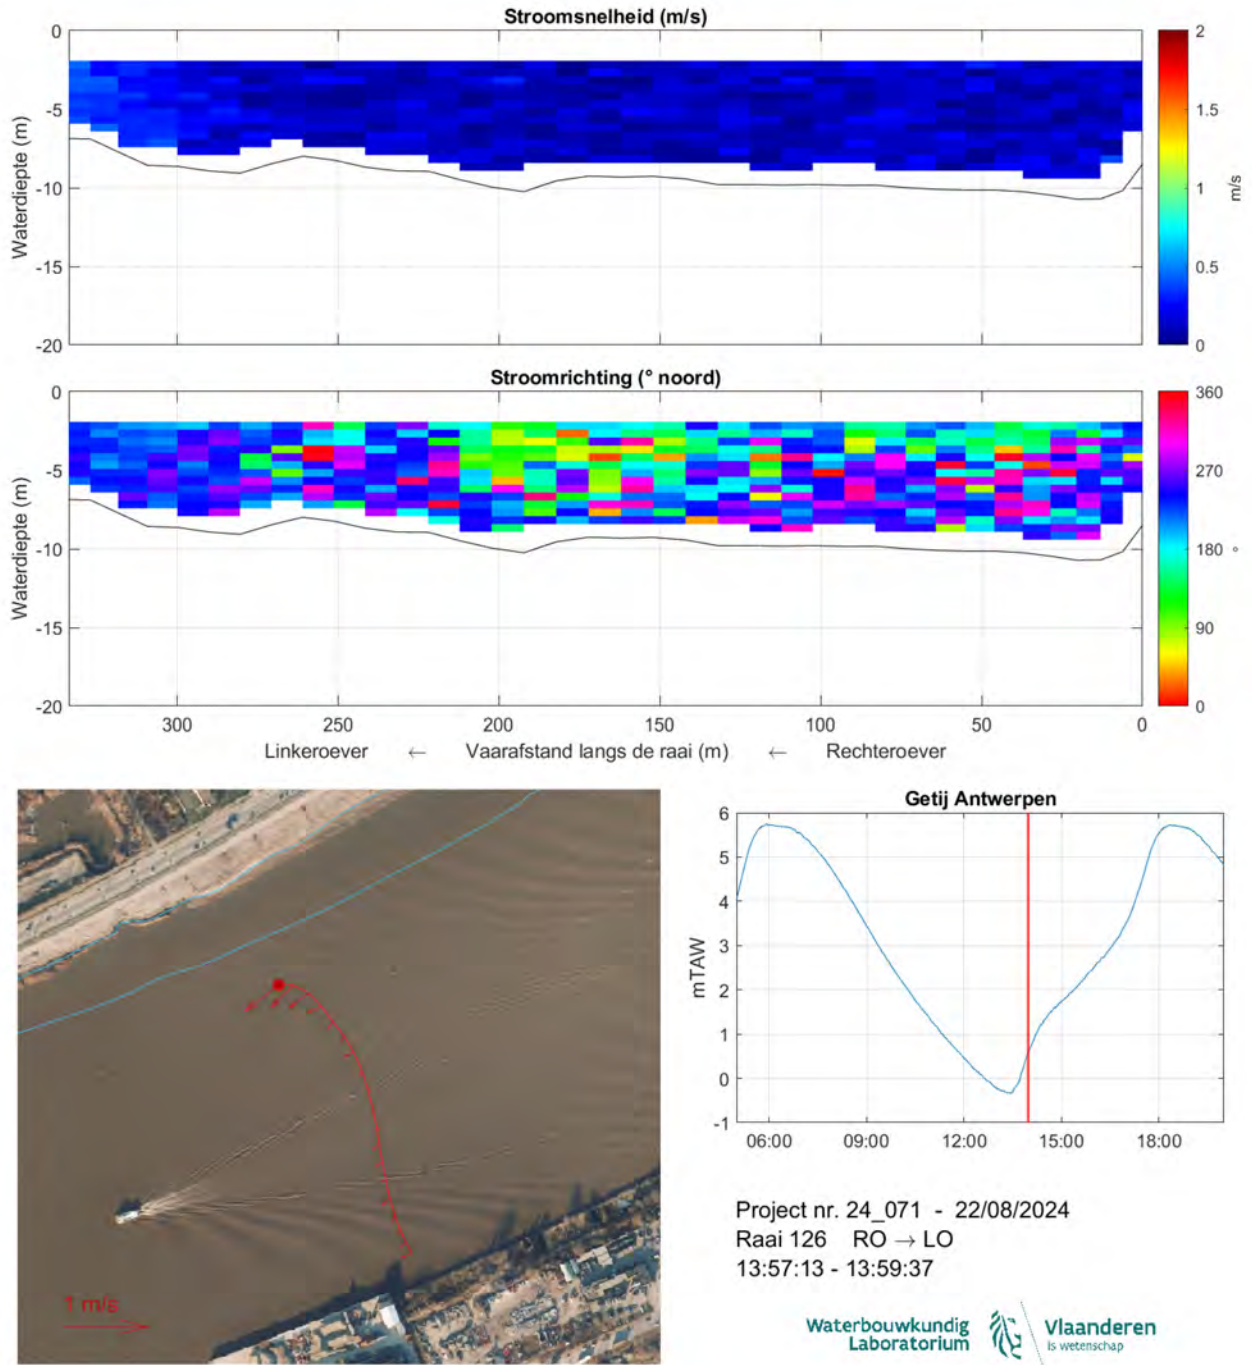 Stroomsnelheid (m/s)
0
-5
-10
-15
-20
Waterdiepte (m)
2
1.5
1
0.5
0
m/s
Stroomrichting (° noord)
0
-5
-10
-15
-20
Waterdiepte (m)
360
270
180
90
0
°
300 250 200 150 100 50 0
Linkeroever ← Vaarafstand langs de raai (m) ← Rechteroever
1 m/s
Getij Antwerpen
6
5
4
3
2
1
0
-1
mTAW
06:00 09:00 12:00 15:00 18:00
Project nr. 24_071 - 22/08/2024
Raai 126 RO → LO
13:57:13 - 13:59:37
Waterbouwkundig
Laboratorium
Vlaanderen
is wetenschap